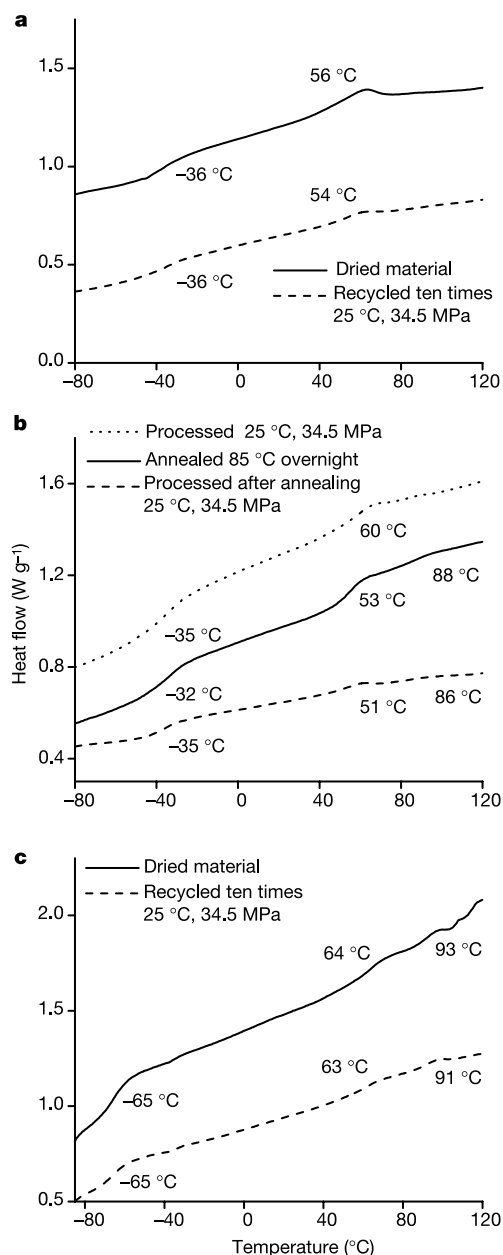 a
1.5
56 °C
1.0
–36 °C
54 °C
0.5
–36 °C
Dried material
Recycled ten times
25 °C, 34.5 MPa
0.0
–80 –40 0 40 80 120
b
Processed 25 °C, 34.5 MPa
Annealed 85 °C overnight
Processed after annealing
25 °C, 34.5 MPa
1.6
60 °C
1.2
88 °C
–35 °C
53 °C
0.8
–32 °C
51 °C
86 °C
–35 °C
0.4
Heat flow (W g⁻¹)
–80 –40 0 40 80 120
c
Dried material
Recycled ten times
25 °C, 34.5 MPa
2.0
64 °C
93 °C
1.5
63 °C
–65 °C
91 °C
1.0
–65 °C
0.5
–80 –40 0 40 80 120
Temperature (°C)